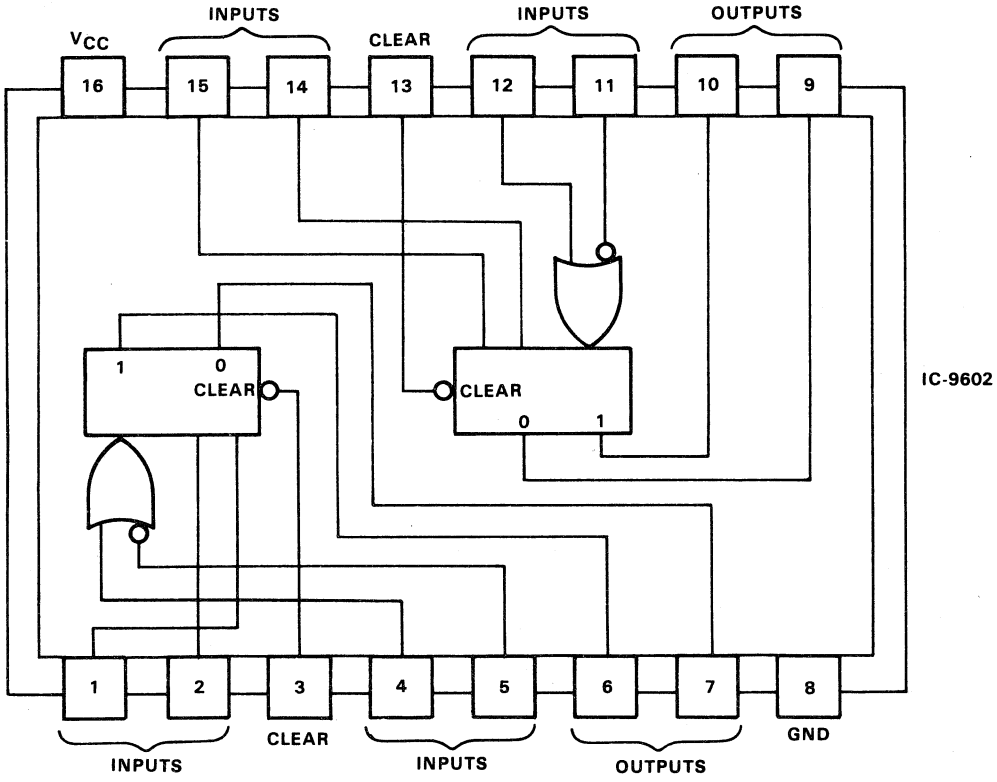 INPUTS
INPUTS
OUTPUTS
VCC
CLEAR
16
15
14
13
12
11
10
9
1
0
CLEAR
CLEAR
0
1
IC-9602
1
2
3
4
5
6
7
8
CLEAR
GND
INPUTS
INPUTS
OUTPUTS